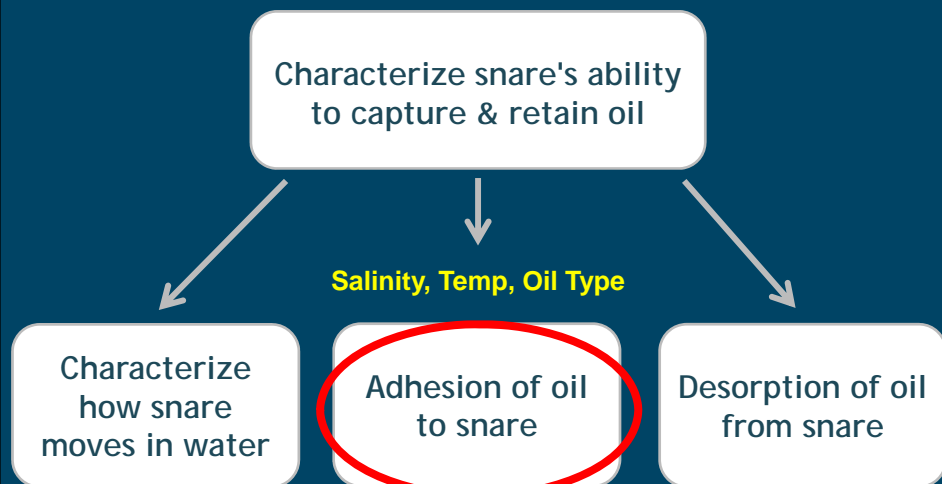 Characterize snare's ability
to capture & retain oil
Salinity, Temp, Oil Type
Characterize
how snare
moves in water
Adhesion of oil
to snare
Desorption of oil
from snare